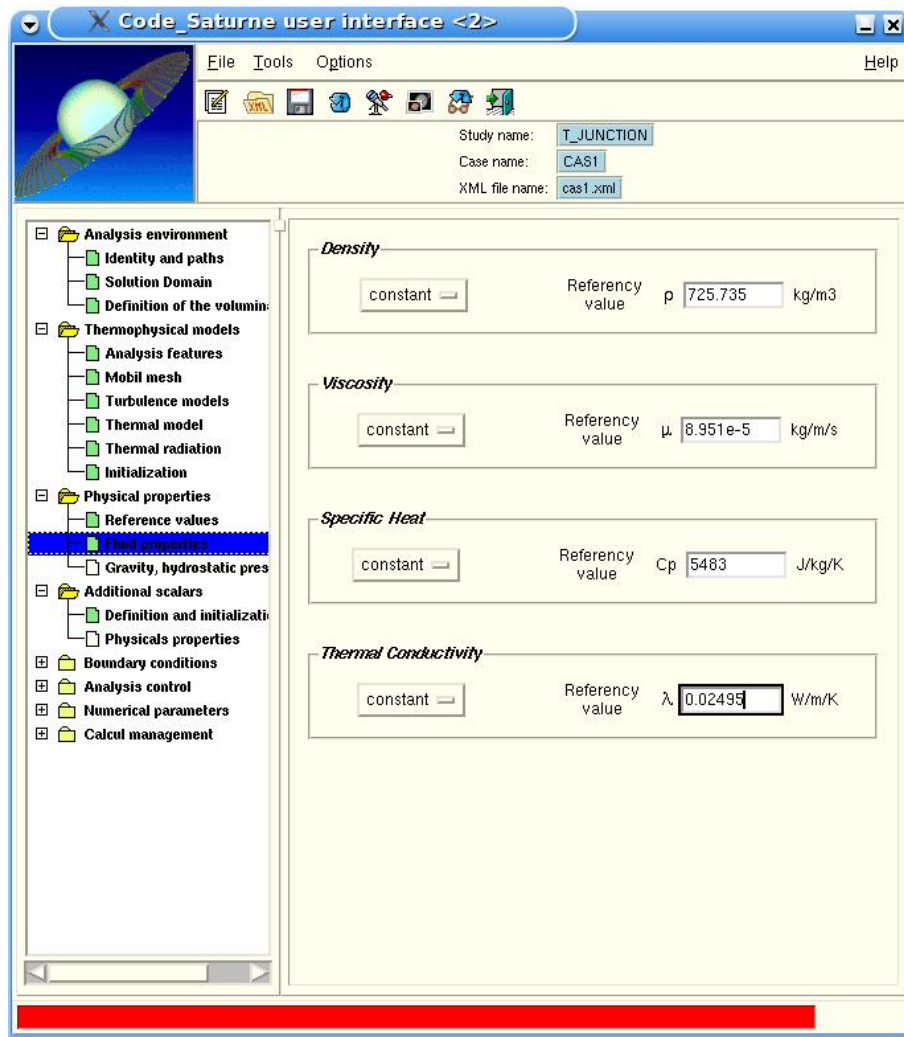 Code_Saturne user interface <2>
File Tools Options Help
XML
Study name: T_JUNCTION
Case name: CAS1
XML file name: cas1.xml
Analysis environment
Identity and paths
Solution Domain
Definition of the volumin
Thermophysical models
Analysis features
Mobil mesh
Turbulence models
Thermal model
Thermal radiation
Initialization
Physical properties
Reference values
Fluid properties
Gravity, hydrostatic pres
Additional scalars
Definition and initializati
Physicals properties
Boundary conditions
Analysis control
Numerical parameters
Calcul management
Density
constant Referency value ρ 725.735 kg/m3
Viscosity
constant Referency value μ 8.951e-5 kg/m/s
Specific Heat
constant Referency value Cp 5483 J/kg/K
Thermal Conductivity
constant Referency value λ 0.02495 W/m/K